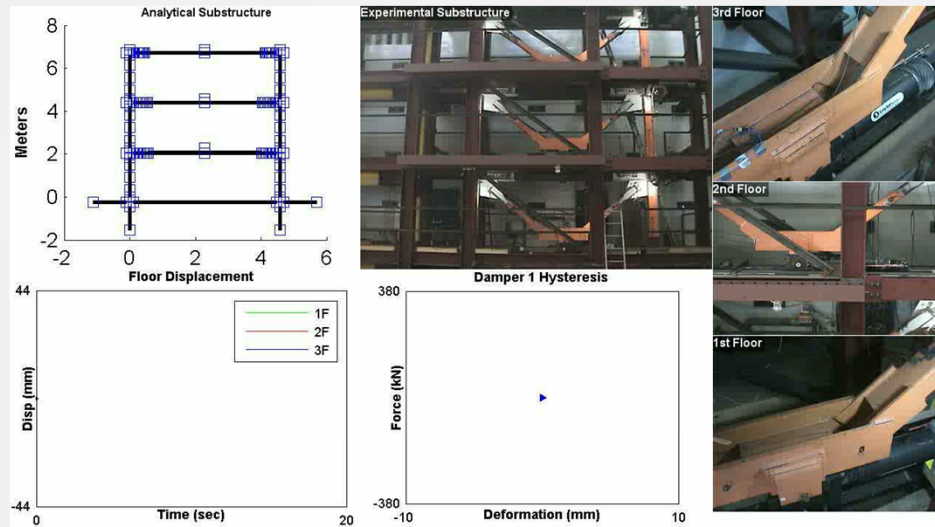 Analytical Substructure
8
6
4
2
0
-2
Meters
-2
0
2
4
6
Experimental Substructure
3rd Floor
2nd Floor
1st Floor
Floor Displacement
44
-44
Disp (mm)
1F
2F
3F
0
Time (sec)
20
Damper 1 Hysteresis
380
-380
Force (kN)
-10
Deformation (mm)
10